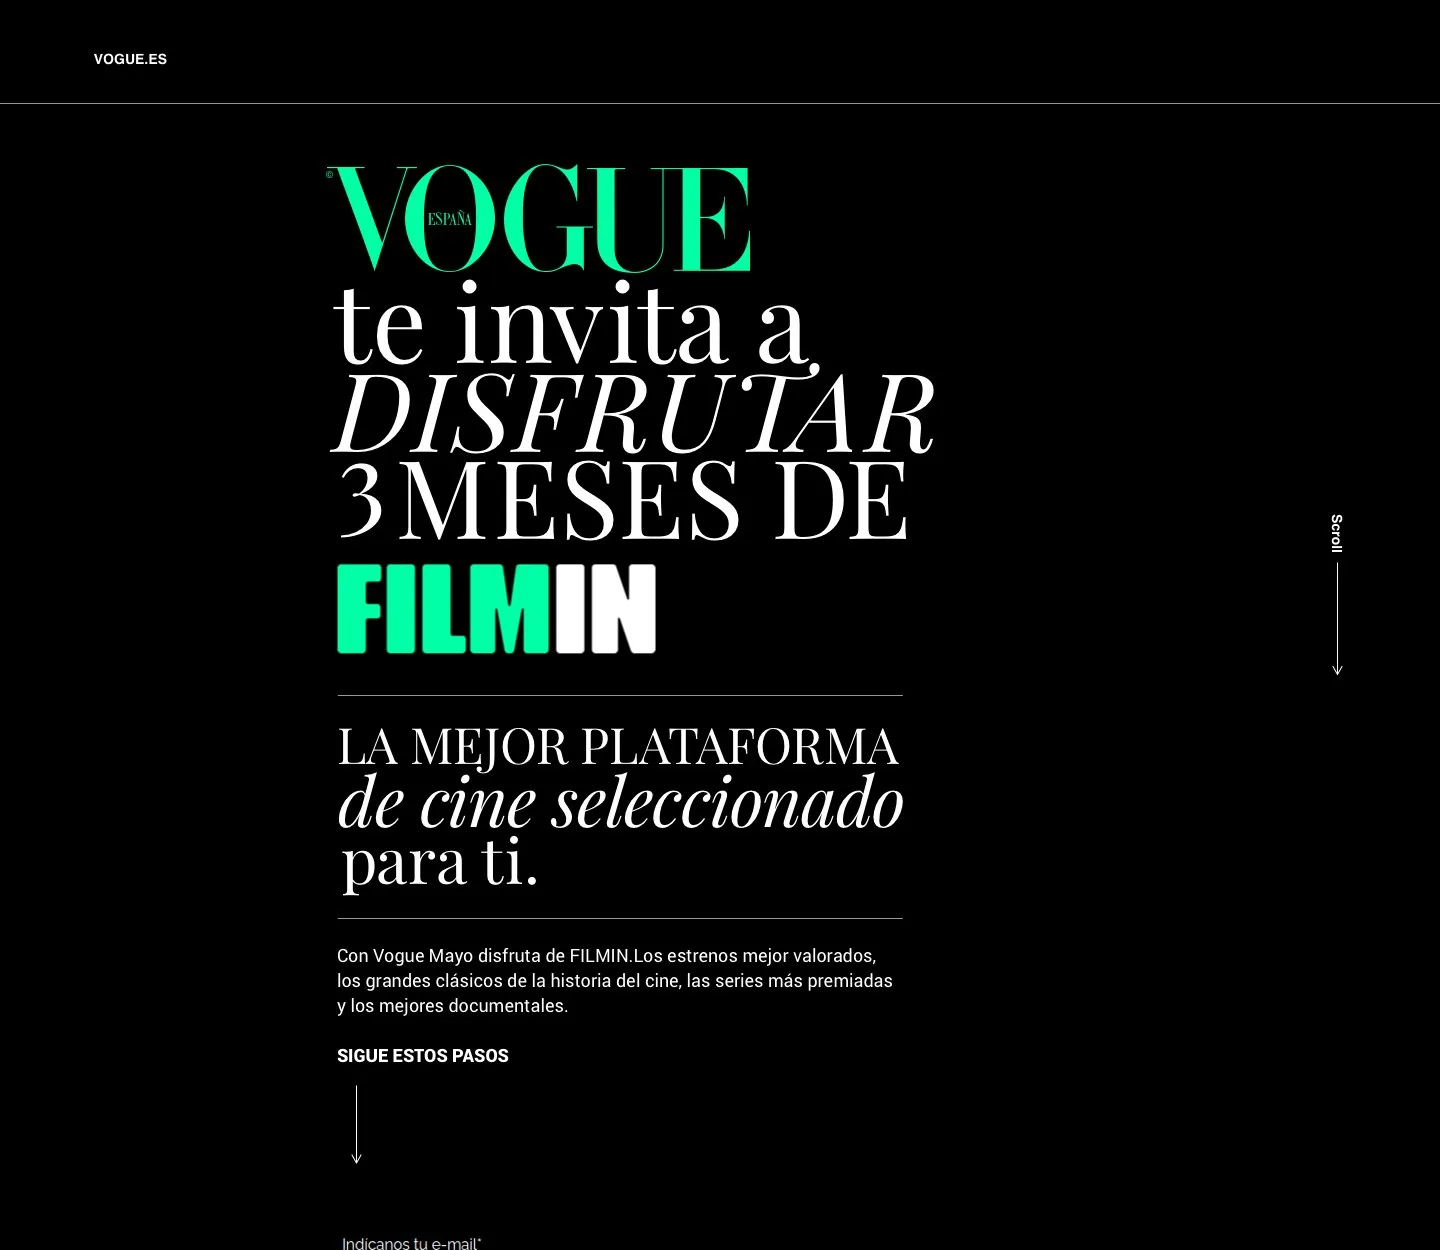 VOGUE.ES
© VOGUE
ESPAÑA
te invita a
DISFRUTAR
3 MESES DE
FILMIN
Scroll
LA MEJOR PLATAFORMA
de cine seleccionado
para ti.
Con Vogue Mayo disfruta de FILMIN.Los estrenos mejor valorados,
los grandes clásicos de la historia del cine, las series más premiadas
y los mejores documentales.
SIGUE ESTOS PASOS
Indícanos tu e-mail*